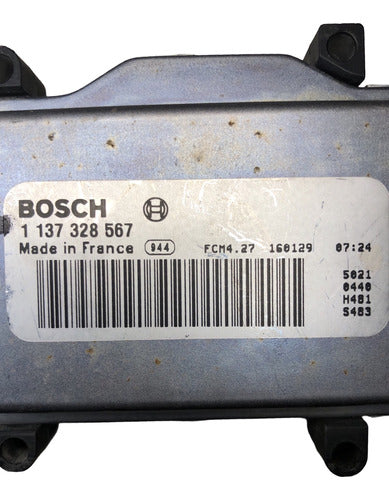 BOSCH
1 137 328 567
Made in France 944 FCM4.27 160129 07:24
5021
0440
H481
S483